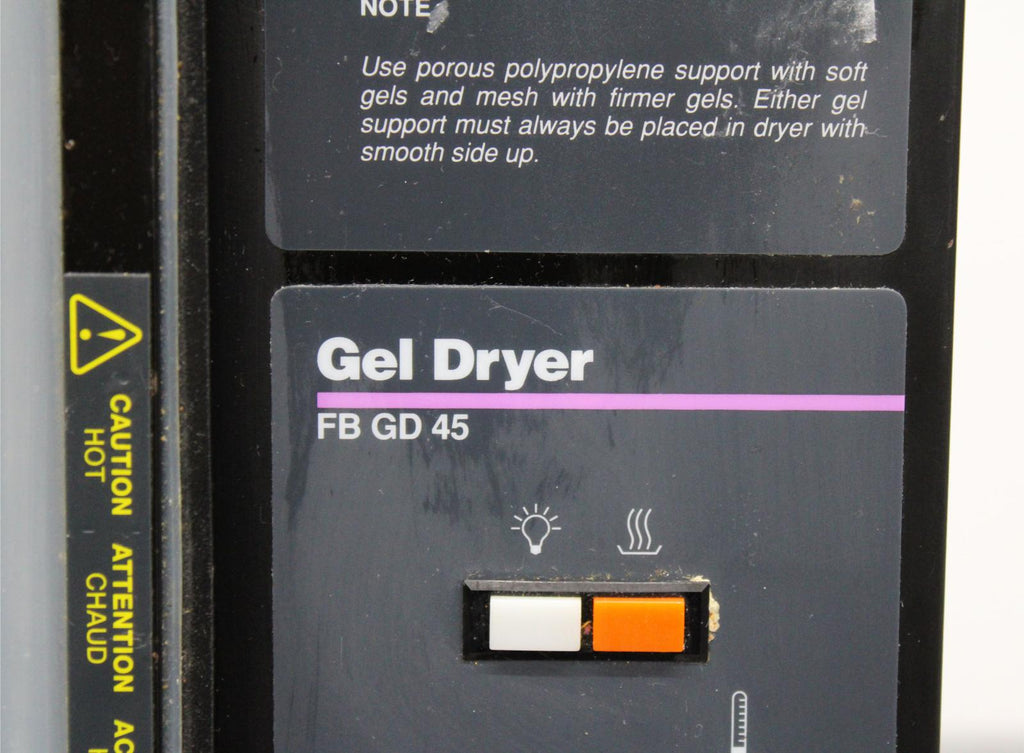 NOTE
Use porous polypropylene support with soft
gels and mesh with firmer gels. Either gel
support must always be placed in dryer with
smooth side up.
Gel Dryer
FB GD 45
CAUTION
HOT
ATTENTION
CHAUD